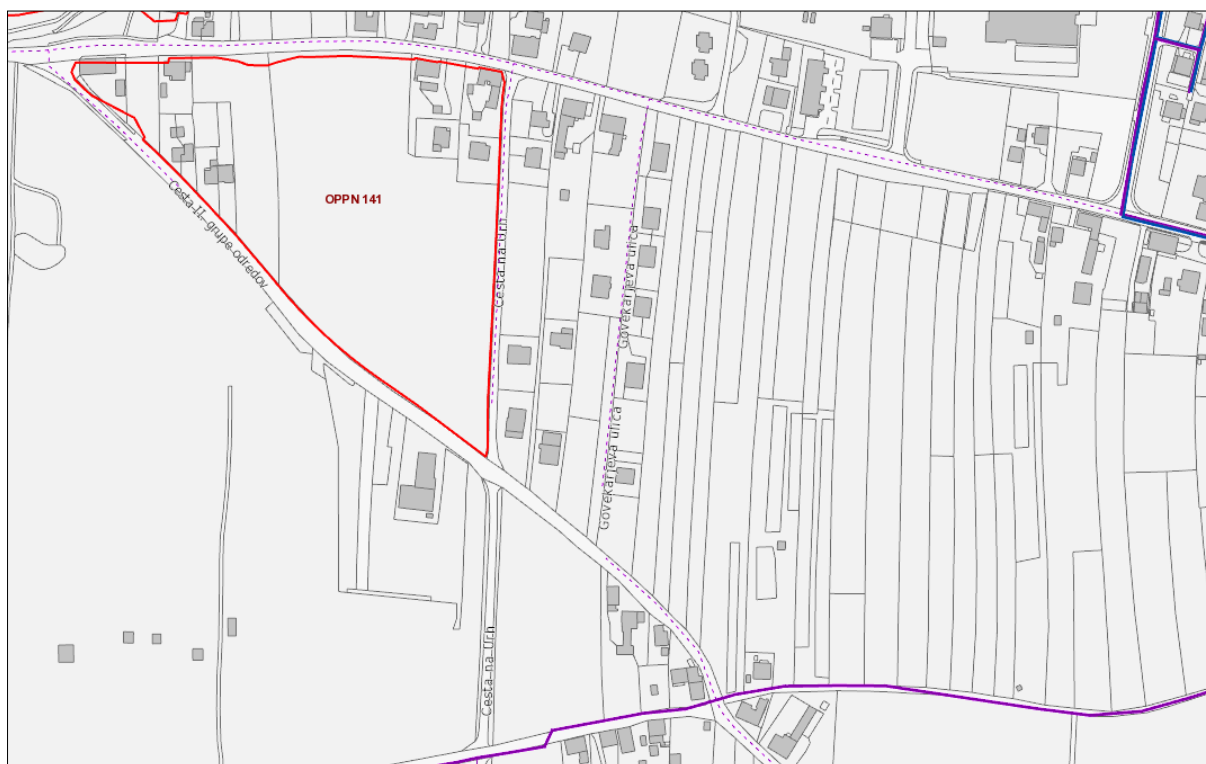 OPPN 141
Cesta II. grupe odredov
Cesta na Urh
Govekarjeva ulica
Govekarjeva ulica
Cesta na Urh